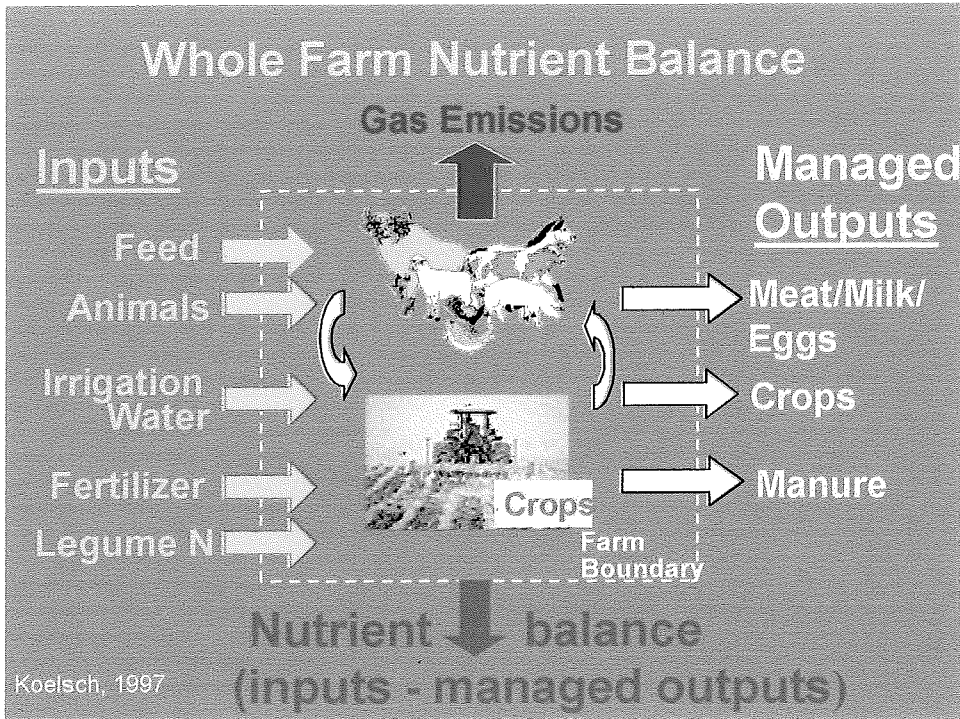 Whole Farm Nutrient Balance
Gas Emissions
Inputs
Feed
Animals
Irrigation
Water
Fertilizer
Legume N
Managed
Outputs
Meat/Milk/
Eggs
Crops
Manure
Crops
Farm
Boundary
Nutrient balance
(inputs - managed outputs)
Koelsch, 1997